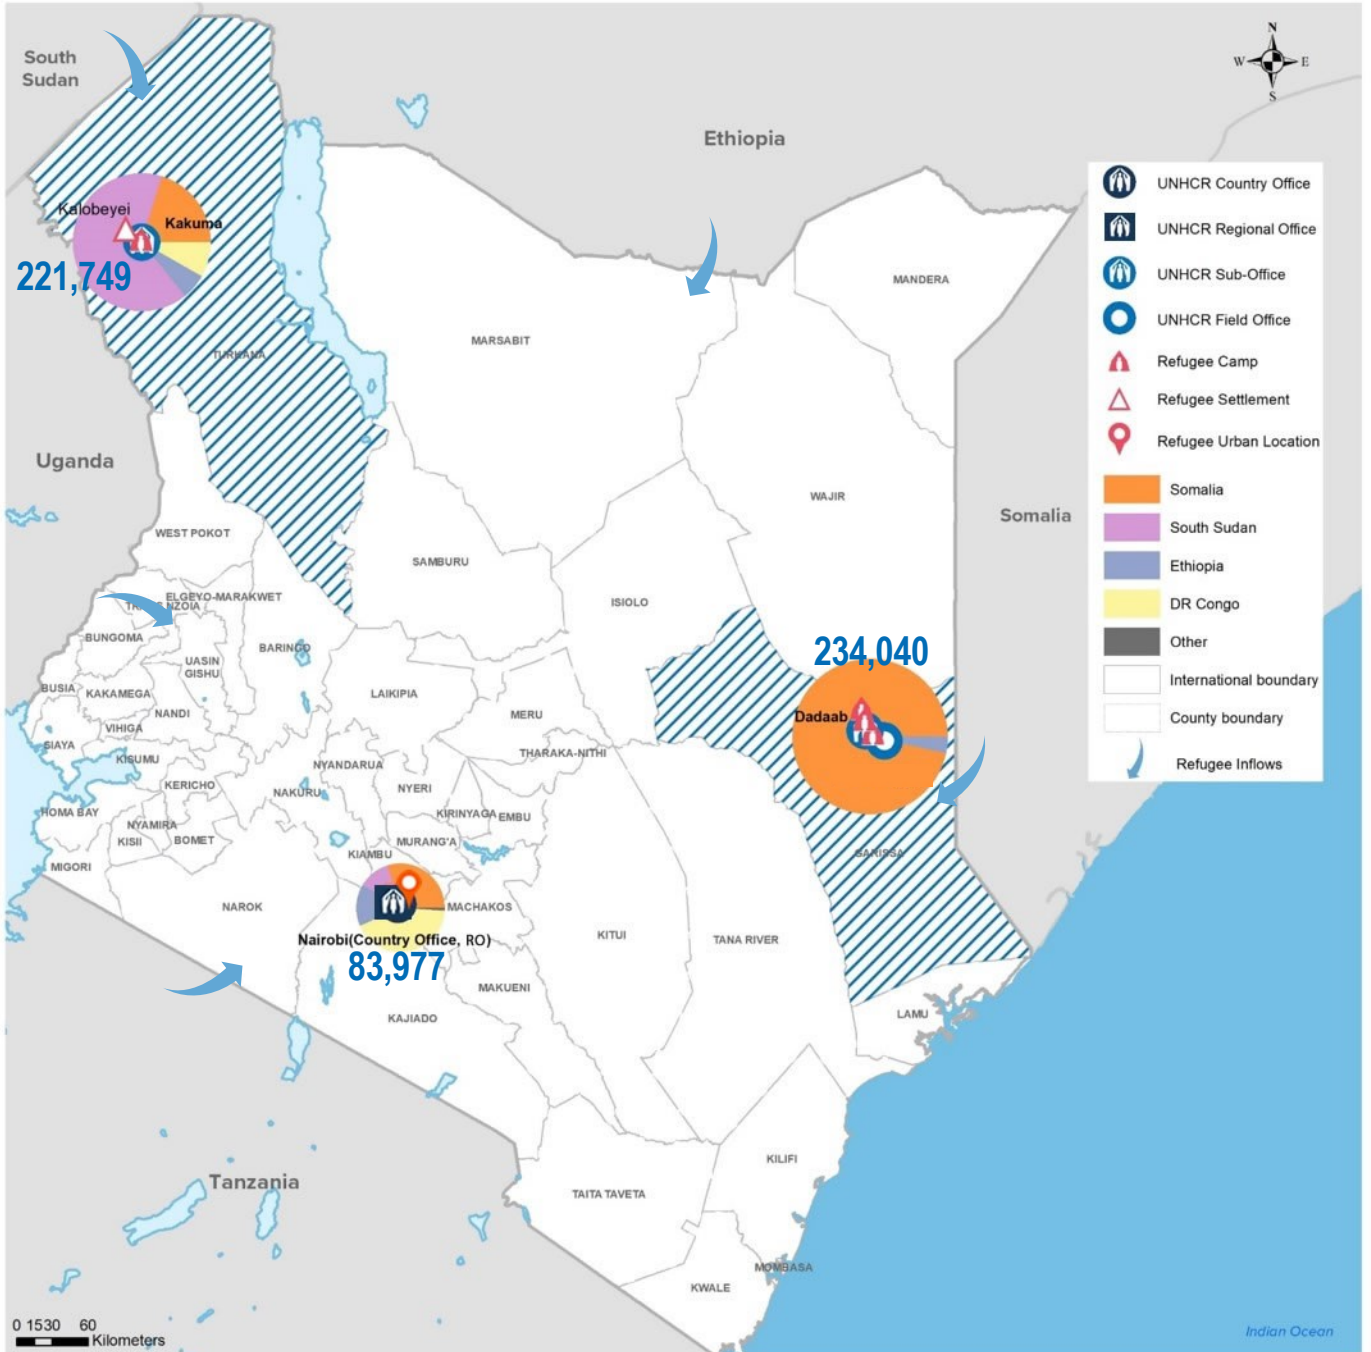 South
Sudan
N
W
E
S
Ethiopia
Kalobeyei
Kakuma
221,749
TURKANA
MARSABIT
MANDERA
Uganda
WAJIR
Somalia
WEST POKOT
SAMBURU
ISIOLO
ELGEYO-MARAKWET
TRANS NZOIA
BUNGOMA
BARINGO
UASIN
GISHU
BUSIA
KAKAMEGA
LAIKIPIA
NANDI
MERU
VIHIGA
SIAYA
KISUMU
THARAKA-NITHI
NYANDARUA
KERICHO
NAKURU
NYERI
HOMA BAY
KIRINYAGA
EMBU
NYAMIRA
KISII
BOMET
MURANG'A
KIAMBU
MIGORI
234,040
Dadaab
GARISSA
NAROK
MACHAKOS
KITUI
TANA RIVER
Nairobi(Country Office, RO)
83,977
MAKUENI
KAJIADO
LAMU
KILIFI
Tanzania
TAITA TAVETA
MOMBASA
KWALE
Indian Ocean
0 1530 60
Kilometers
UNHCR Country Office
UNHCR Regional Office
UNHCR Sub-Office
UNHCR Field Office
Refugee Camp
Refugee Settlement
Refugee Urban Location
Somalia
South Sudan
Ethiopia
DR Congo
Other
International boundary
County boundary
Refugee Inflows